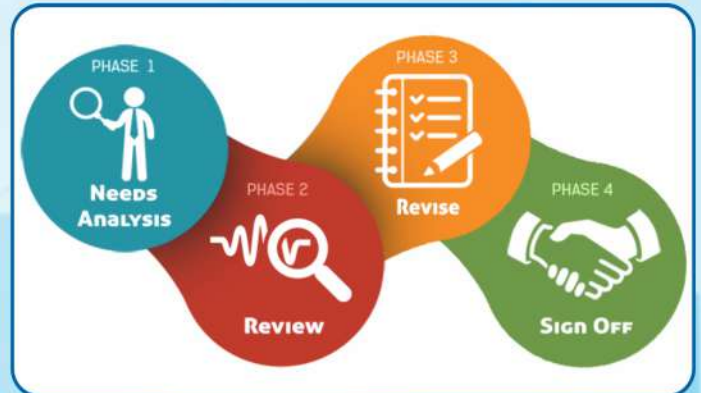 PHASE 1
Needs
Analysis
PHASE 2
Review
PHASE 3
Revise
PHASE 4
Sign Off